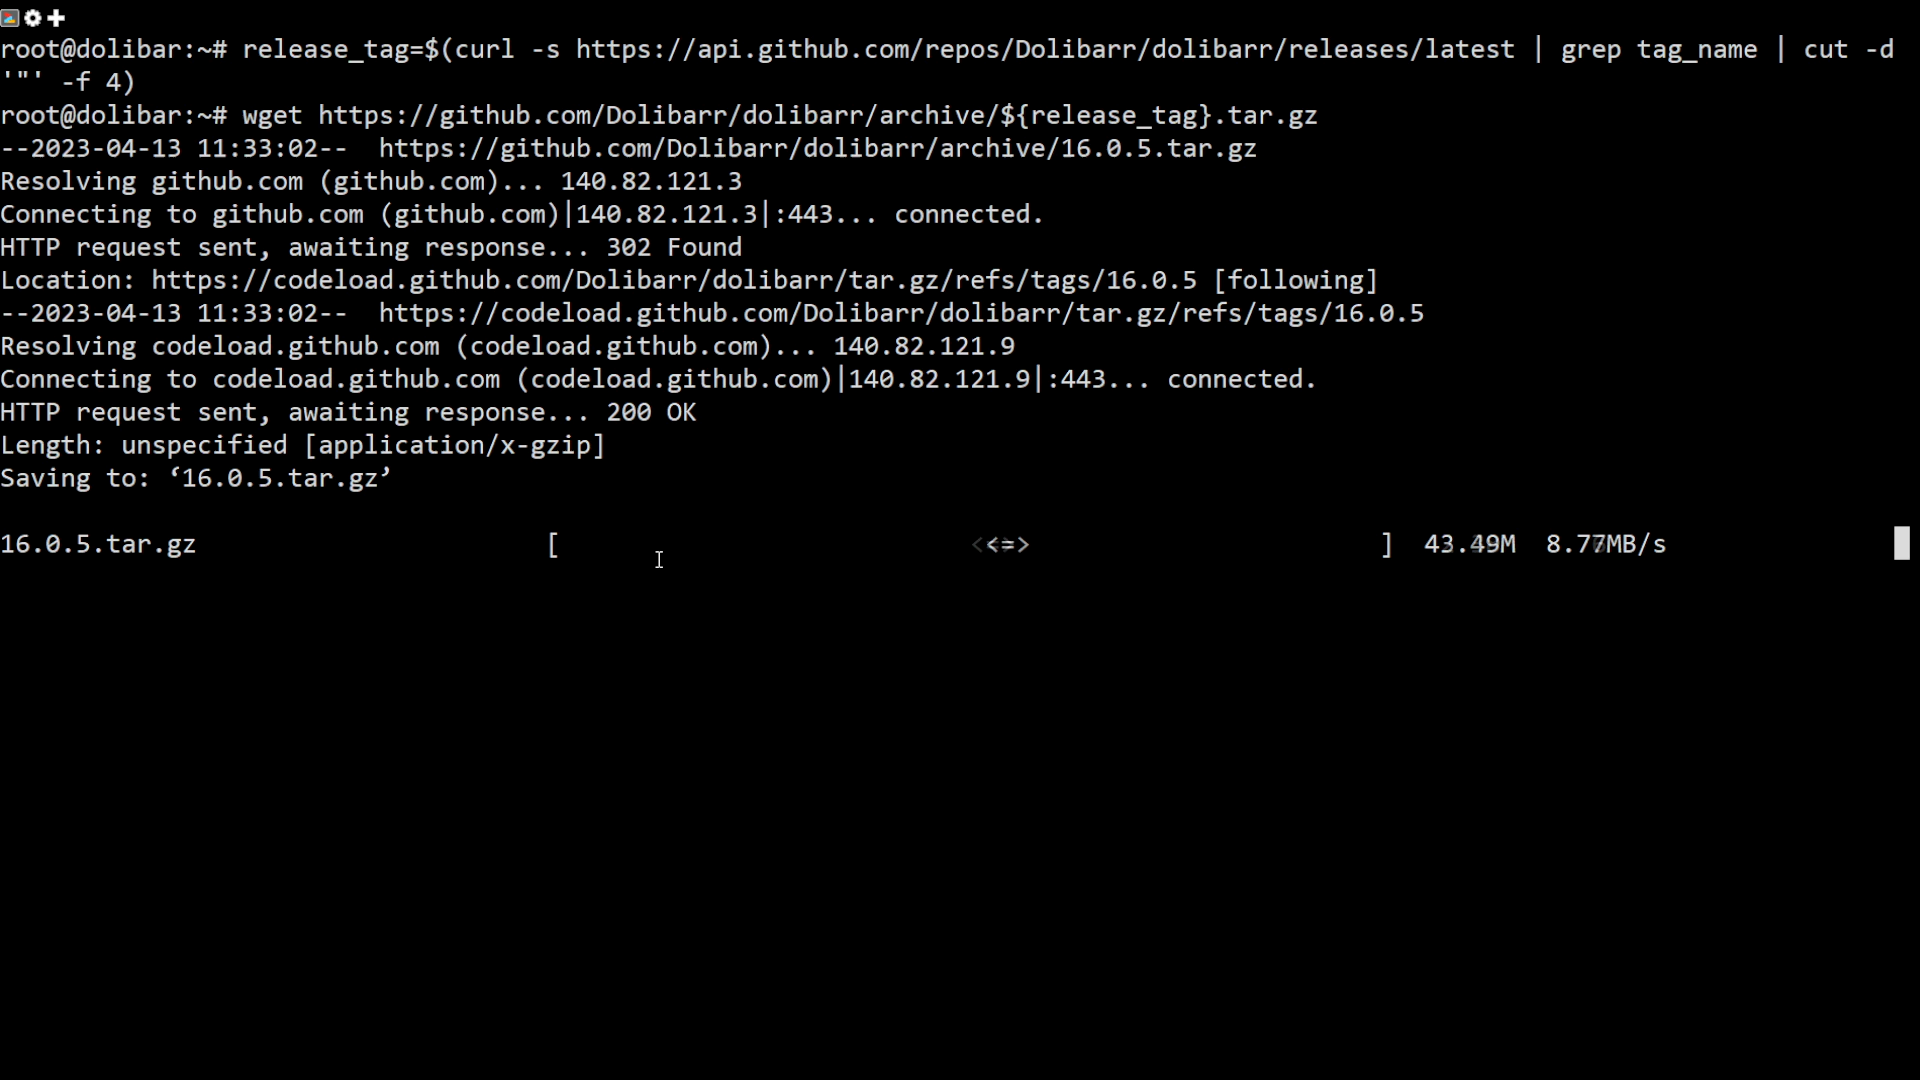 root@dolibar:~# release_tag=$(curl -s https://api.github.com/repos/Dolibarr/dolibarr/releases/latest | grep tag_name | cut -d
'"' -f 4)
root@dolibar:~# wget https://github.com/Dolibarr/dolibarr/archive/${release_tag}.tar.gz
--2023-04-13 11:33:02--  https://github.com/Dolibarr/dolibarr/archive/16.0.5.tar.gz
Resolving github.com (github.com)... 140.82.121.3
Connecting to github.com (github.com)|140.82.121.3|:443... connected.
HTTP request sent, awaiting response... 302 Found
Location: https://codeload.github.com/Dolibarr/dolibarr/tar.gz/refs/tags/16.0.5 [following]
--2023-04-13 11:33:02--  https://codeload.github.com/Dolibarr/dolibarr/tar.gz/refs/tags/16.0.5
Resolving codeload.github.com (codeload.github.com)... 140.82.121.9
Connecting to codeload.github.com (codeload.github.com)|140.82.121.9|:443... connected.
HTTP request sent, awaiting response... 200 OK
Length: unspecified [application/x-gzip]
Saving to: ‘16.0.5.tar.gz’
16.0.5.tar.gz [ <=> ] 43.49M 8.77MB/s